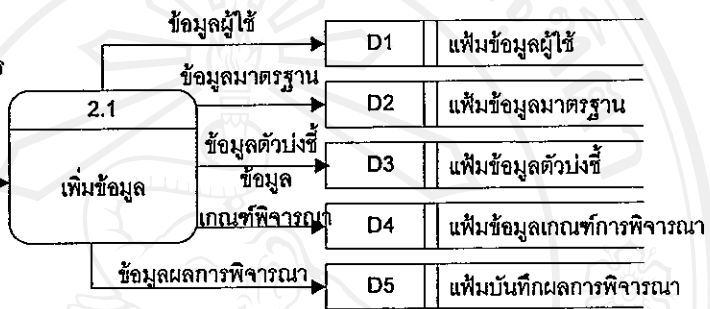 ข้อมูลผู้ใช้
D1 แฟ้มข้อมูลผู้ใช้
ข้อมูลมาตรฐาน
D2 แฟ้มข้อมูลมาตรฐาน
2.1
เพิ่มข้อมูล
ข้อมูลตัวบ่งชี้
D3 แฟ้มข้อมูลตัวบ่งชี้
ข้อมูล
เกณฑ์พิจารณา
D4 แฟ้มข้อมูลเกณฑ์การพิจารณา
ข้อมูลผลการพิจารณา
D5 แฟ้มบันทึกผลการพิจารณา